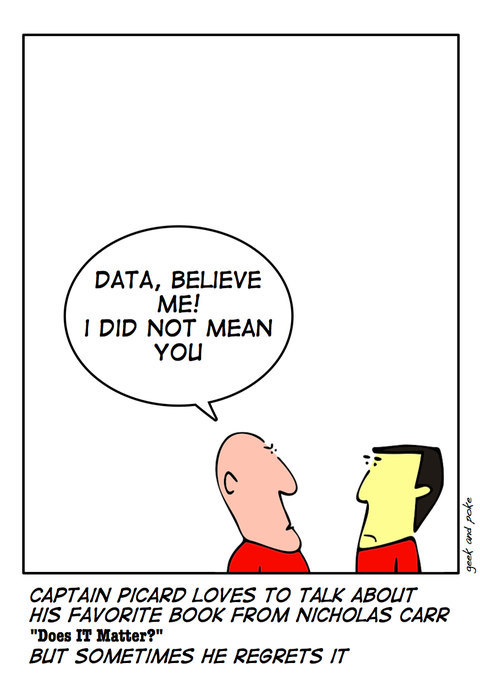 DATA, BELIEVE
ME!
I DID NOT MEAN
YOU
geek and poke
CAPTAIN PICARD LOVES TO TALK ABOUT
HIS FAVORITE BOOK FROM NICHOLAS CARR
"Does IT Matter?"
BUT SOMETIMES HE REGRETS IT